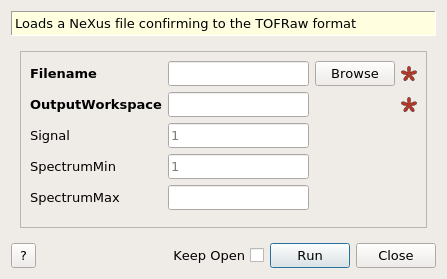 Loads a NeXus file confirming to the TOFRaw format
Filename
Browse
OutputWorkspace
Signal
1
SpectrumMin
1
SpectrumMax
?
Keep Open
Run
Close